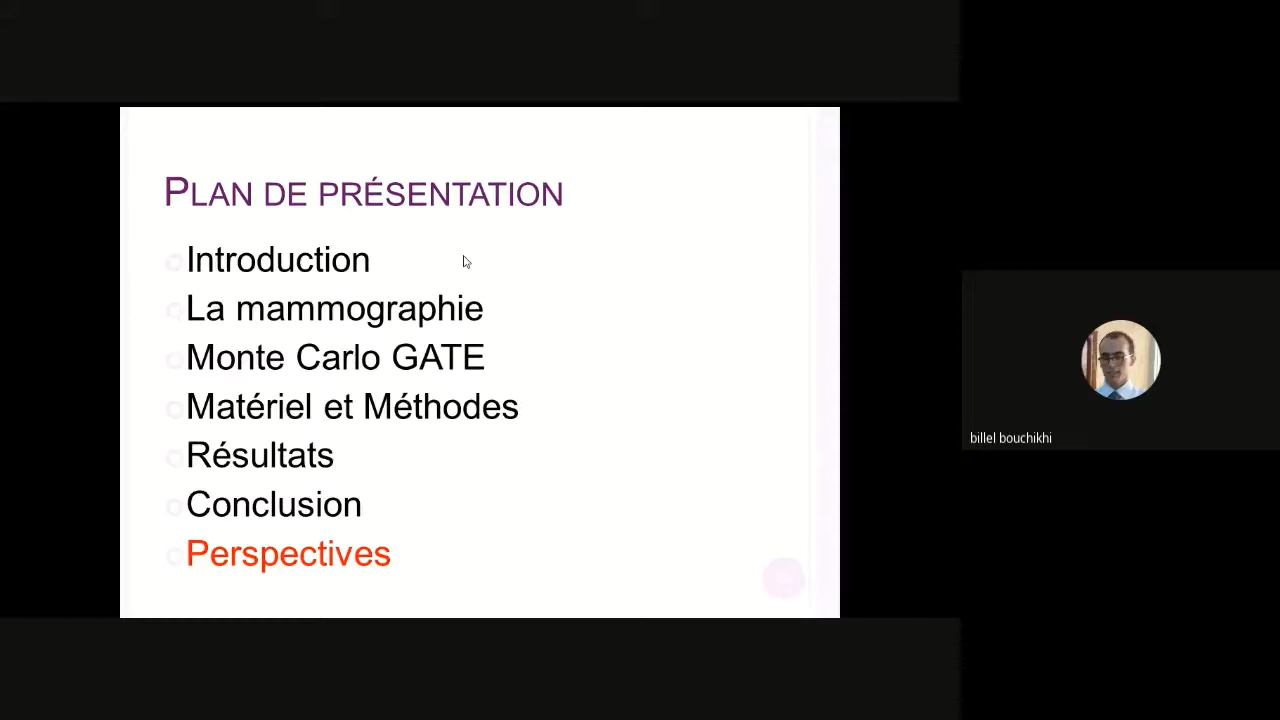 PLAN DE PRÉSENTATION
Introduction
La mammographie
Monte Carlo GATE
Matériel et Méthodes
Résultats
Conclusion
Perspectives
billel bouchikhi